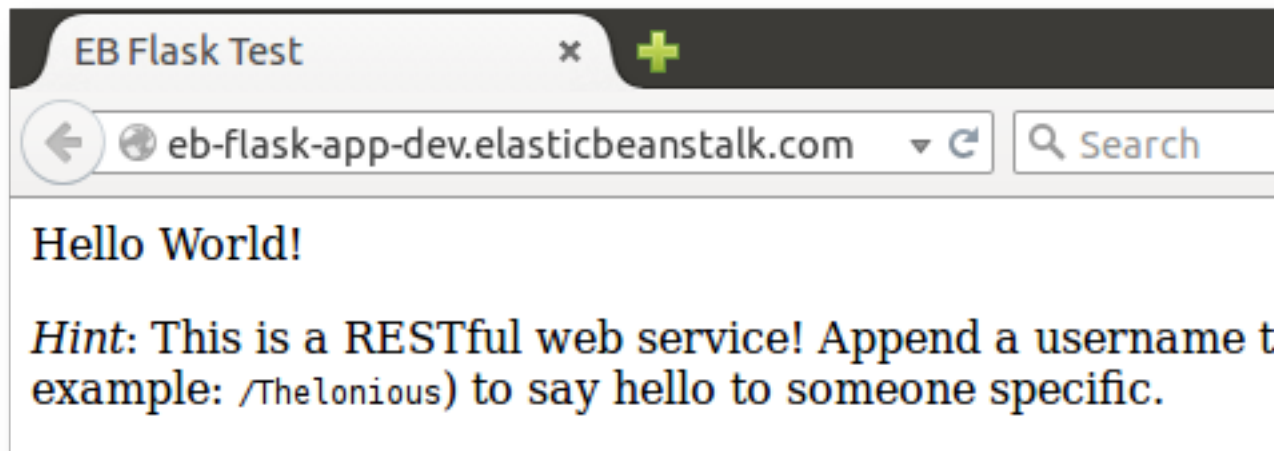 EB Flask Test
eb-flask-app-dev.elasticbeanstalk.com
Search
Hello World!
Hint: This is a RESTful web service! Append a username t
example: /Thelonious) to say hello to someone specific.